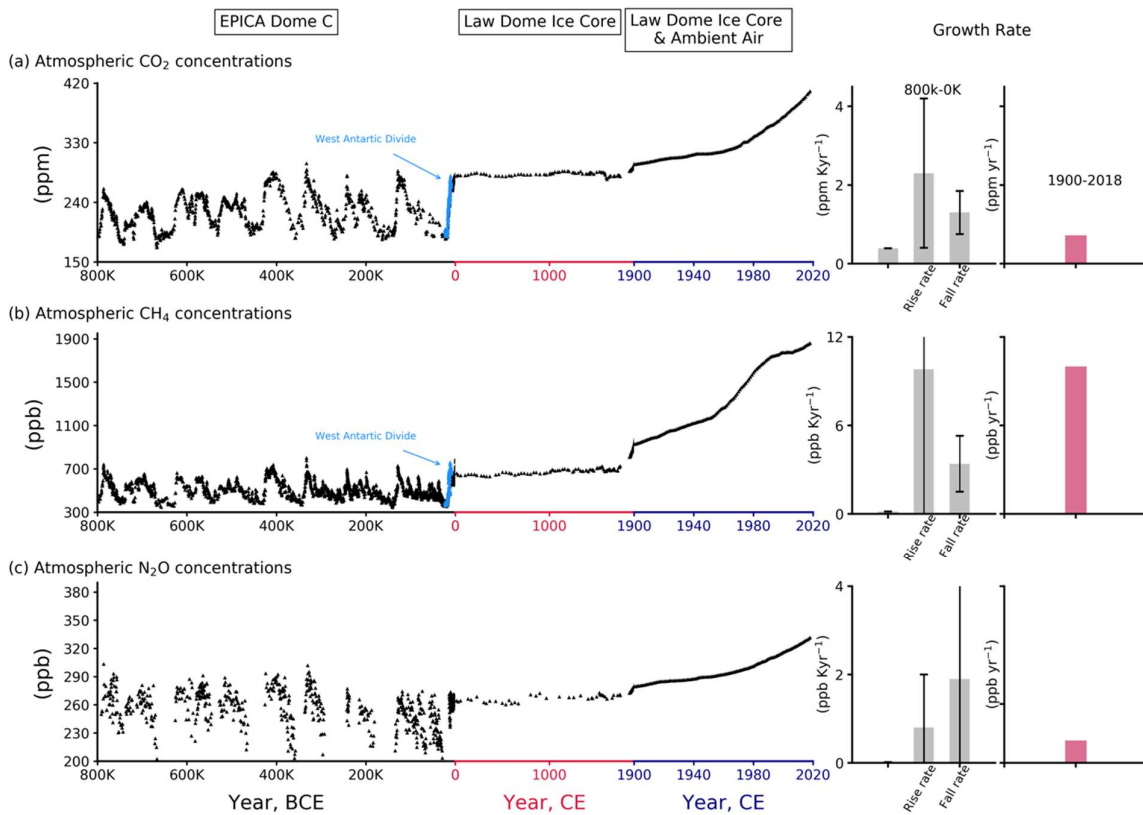 EPICA Dome C
Law Dome Ice Core
Law Dome Ice Core
& Ambient Air
Growth Rate
(a) Atmospheric CO₂ concentrations
420
330
240
150
(ppm)
West Antartic Divide
800K 600K 400K 200K 0 1000 1900 1940 1980 2020
800k-0K
4
2
0
(ppm Kyr⁻¹)
Rise rate
Fall rate
(ppm yr⁻¹)
1900-2018
(b) Atmospheric CH₄ concentrations
1900
1500
1100
700
300
(ppb)
West Antartic Divide
800K 600K 400K 200K 0 1000 1900 1940 1980 2020
12
6
0
(ppb Kyr⁻¹)
Rise rate
Fall rate
(ppb yr⁻¹)
(c) Atmospheric N₂O concentrations
380
350
320
290
260
230
200
(ppb)
800K 600K 400K 200K 0 1000 1900 1940 1980 2020
Year, BCE
Year, CE
Year, CE
4
2
0
(ppb Kyr⁻¹)
Rise rate
Fall rate
(ppb yr⁻¹)